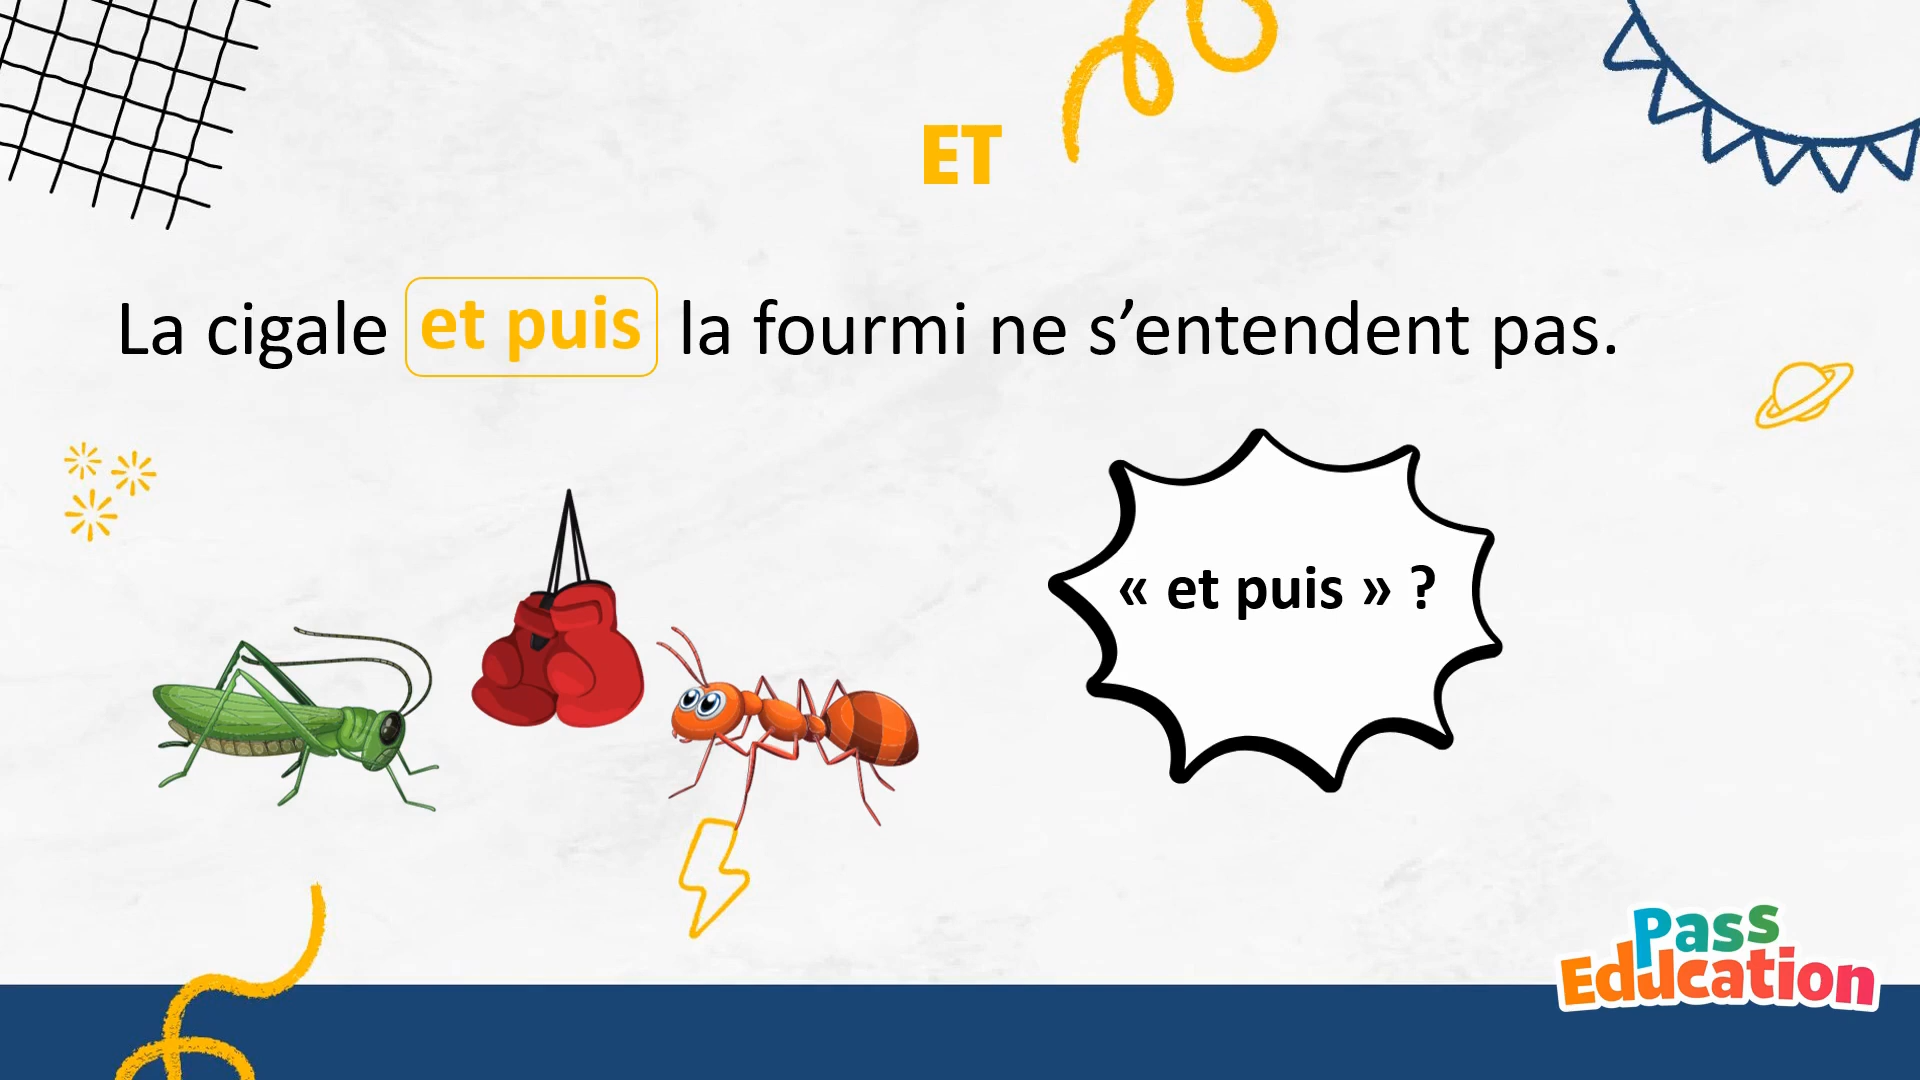 ET
La cigale et puis la fourmi ne s’entendent pas.
« et puis » ?
Pass
Education